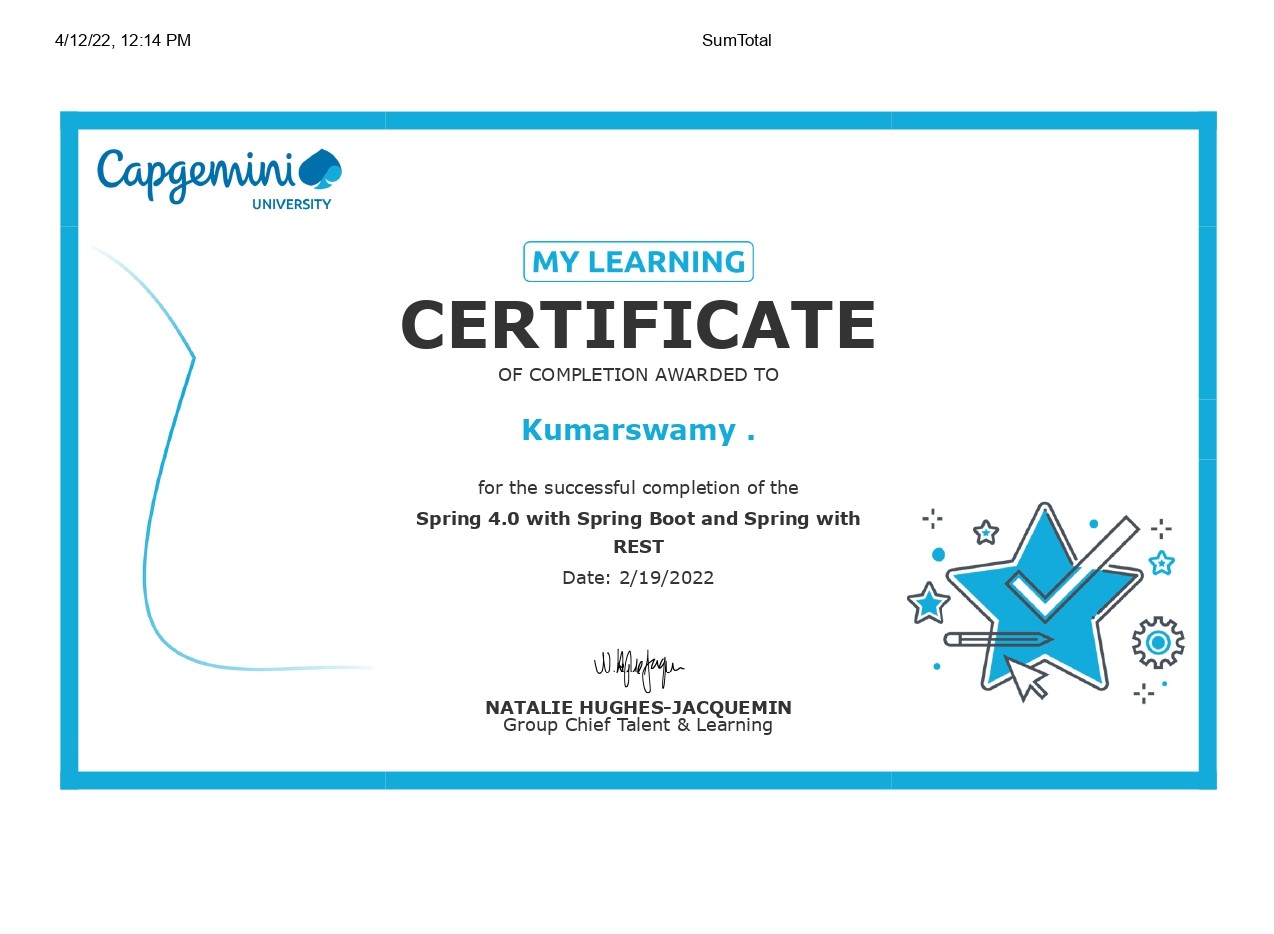 4/12/22, 12:14 PM
SumTotal
Capgemini
UNIVERSITY
MY LEARNING
CERTIFICATE
OF COMPLETION AWARDED TO
Kumarswamy .
for the successful completion of the
Spring 4.0 with Spring Boot and Spring with
REST
Date: 2/19/2022
NATALIE HUGHES-JACQUEMIN
Group Chief Talent & Learning